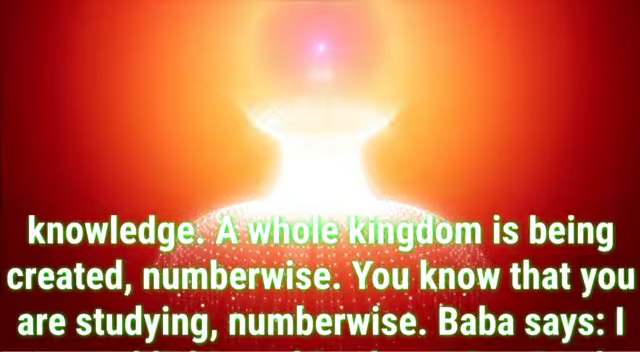 knowledge. A whole kingdom is being
created, numberwise. You know that you
are studying, numberwise. Baba says: I